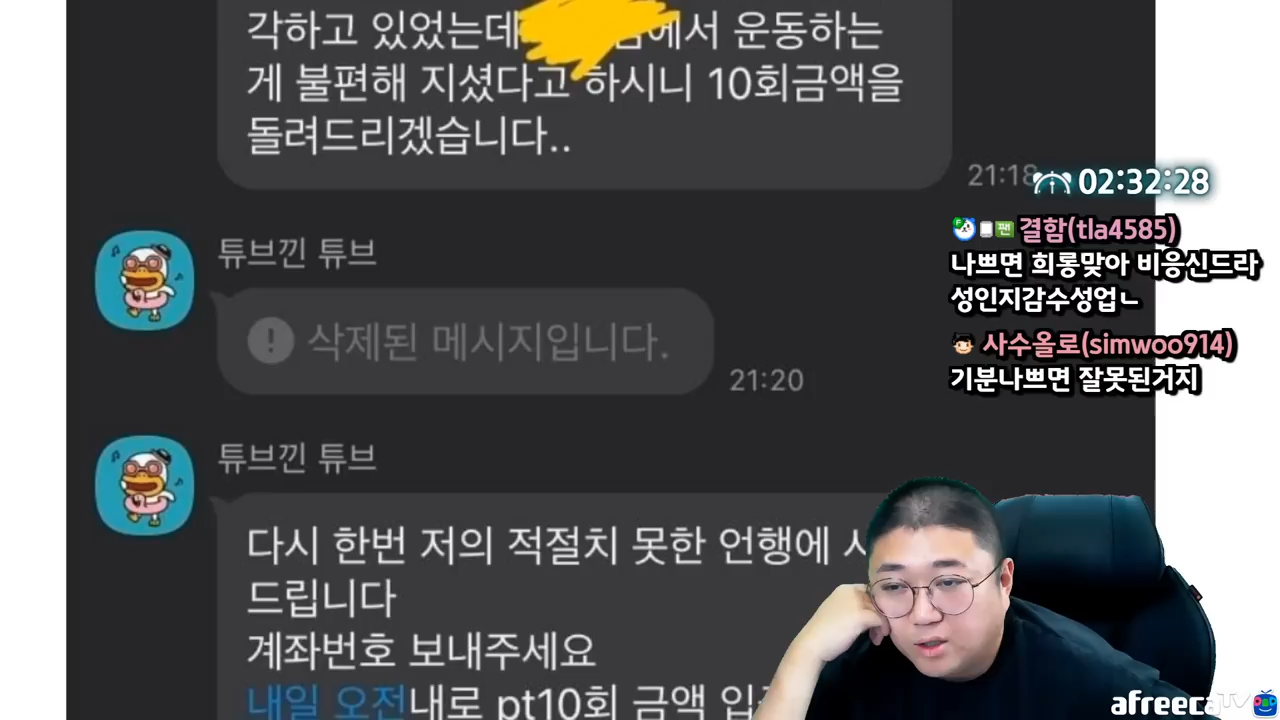 각하고 있었는데 에서 운동하는
게 불편해 지셨다고 하시니 10회금액을
돌려드리겠습니다..
21:18
튜브낀 튜브
삭제된 메시지입니다.
21:20
튜브낀 튜브
다시 한번 저의 적절치 못한 언행에
드립니다
계좌번호 보내주세요
내일 오전내로 pt10회 금액
02:32:28
결함(tla4585)
나쁘면 희롱맞아 비응신드라
성인지감수성업ㄴ
사수올로(simwoo914)
기분나쁘면 잘못된거지
afreecaTV